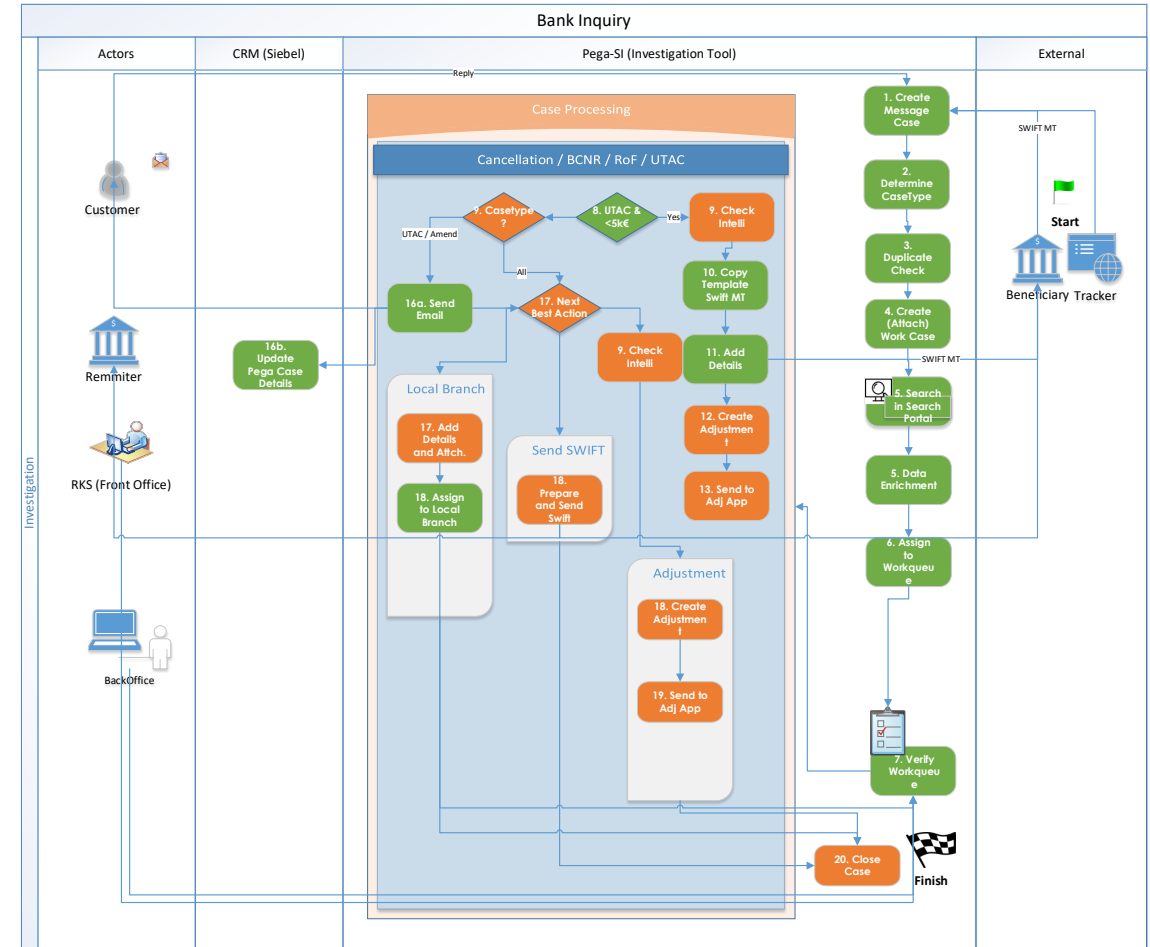 Bank Inquiry
Actors
CRM (Siebel)
Pega-SI (Investigation Tool)
External
Investigation
Reply
Case Processing
Cancellation / BCNR / RoF / UTAC
1. Create
Message
Case
SWIFT MT
2.
Determine
CaseType
Customer
9. Casetype
?
8. UTAC &
<5k€
Yes
9. Check
Intelli
Start
UTAC / Amend
3.
Duplicate
Check
All
10. Copy
Template
Swift MT
Beneficiary
Tracker
16a. Send
Email
17. Next
Best Action
4. Create
(Attach)
Work Case
Remmiter
16b.
Update
Pega Case
Details
9. Check
Intelli
11. Add
Details
SWIFT MT
Local Branch
5. Search
in Search
Portal
17. Add
Details
and Attch.
12. Create
Adjustmen
t
RKS (Front Office)
Send SWIFT
5. Data
Enrichment
18. Assign
to Local
Branch
18.
Prepare
and Send
Swift
13. Send to
Adj App
6. Assign
to
Workqueu
e
Adjustment
18. Create
Adjustmen
t
BackOffice
19. Send to
Adj App
7. Verify
Workqueu
e
20. Close
Case
Finish